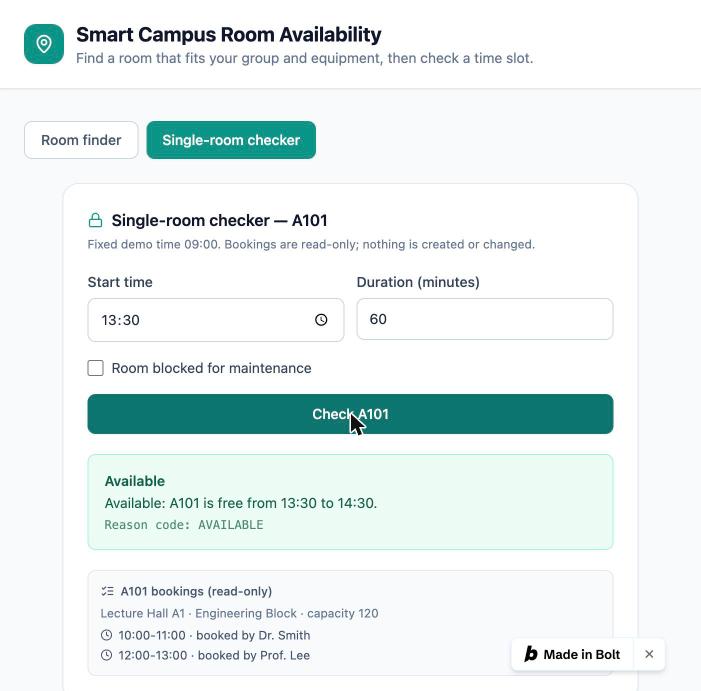 Smart Campus Room Availability
Find a room that fits your group and equipment, then check a time slot.
Room finder
Single-room checker
Single-room checker — A101
Fixed demo time 09:00. Bookings are read-only; nothing is created or changed.
Start time
Duration (minutes)
13:30
60
Room blocked for maintenance
Check A101
Available
Available: A101 is free from 13:30 to 14:30.
Reason code: AVAILABLE
A101 bookings (read-only)
Lecture Hall A1 · Engineering Block · capacity 120
10:00-11:00 · booked by Dr. Smith
12:00-13:00 · booked by Prof. Lee
b Made in Bolt